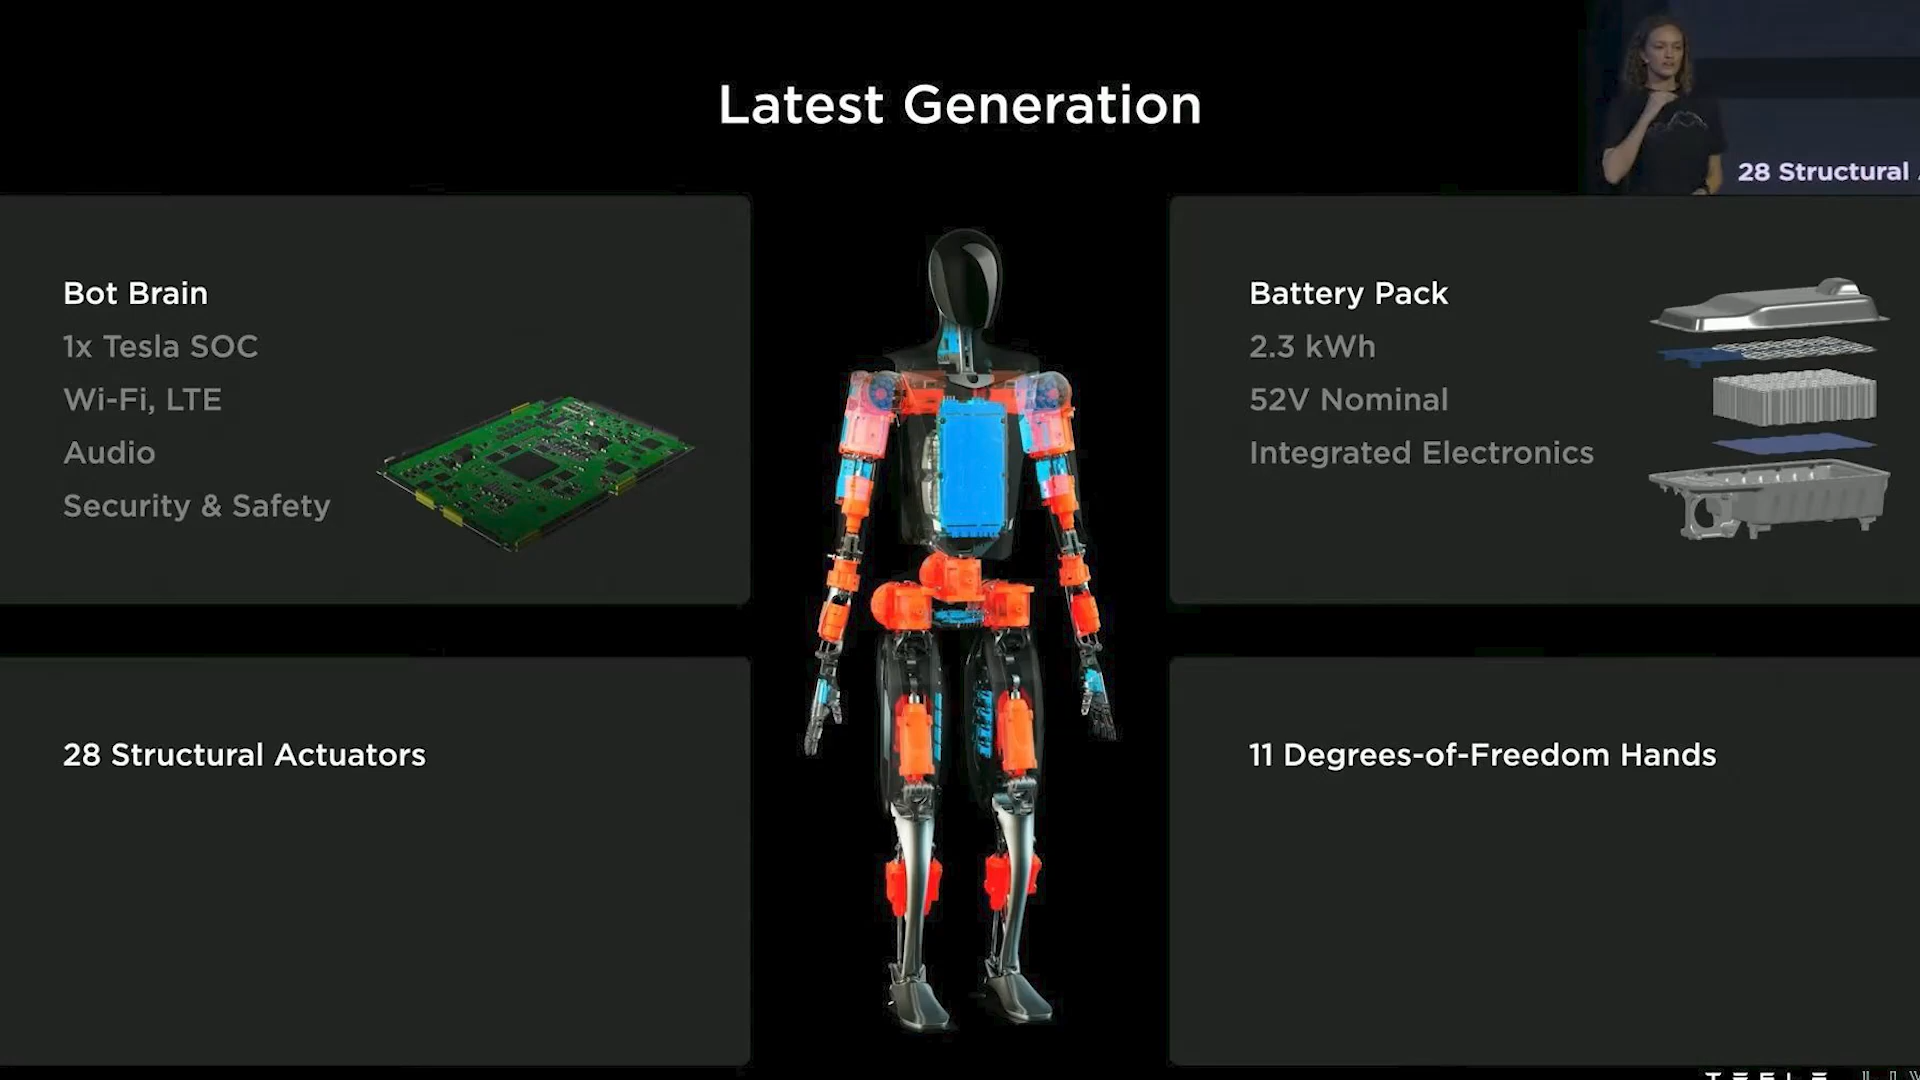 Latest Generation
28 Structural
Bot Brain
1x Tesla SOC
Wi-Fi, LTE
Audio
Security & Safety
Battery Pack
2.3 kWh
52V Nominal
Integrated Electronics
28 Structural Actuators
11 Degrees-of-Freedom Hands